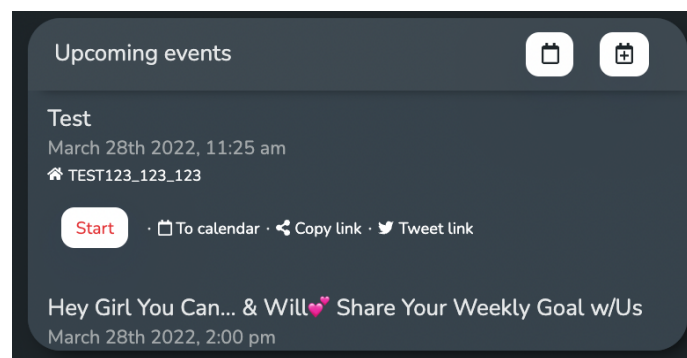 Upcoming events
Test
March 28th 2022, 11:25 am
TEST123_123_123
Start · To calendar · Copy link · Tweet link
Hey Girl You Can... & Will💕 Share Your Weekly Goal w/Us
March 28th 2022, 2:00 pm